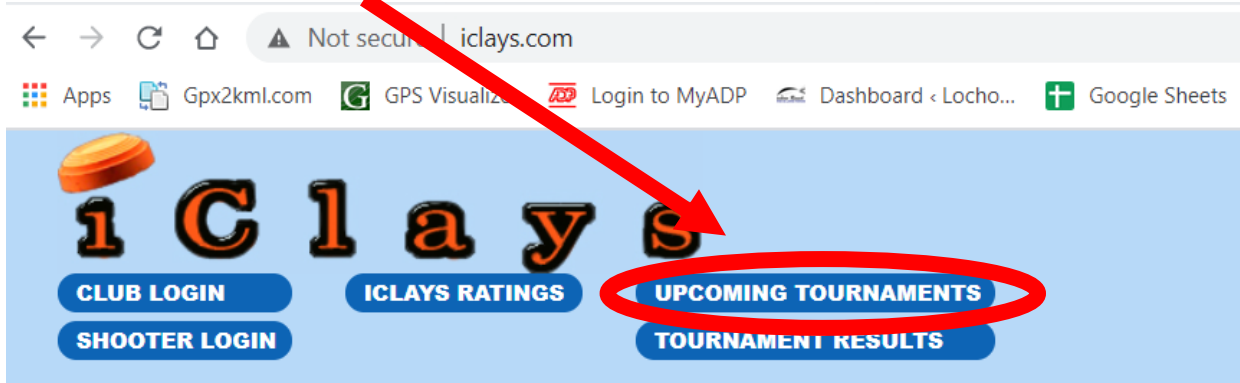 Not secure | iclays.com
Apps Gpx2kml.com GPS Visualizer Login to MyADP Dashboard ‹ Locho... Google Sheets
iClays
CLUB LOGIN ICLAYS RATINGS UPCOMING TOURNAMENTS
SHOOTER LOGIN TOURNAMENT RESULTS